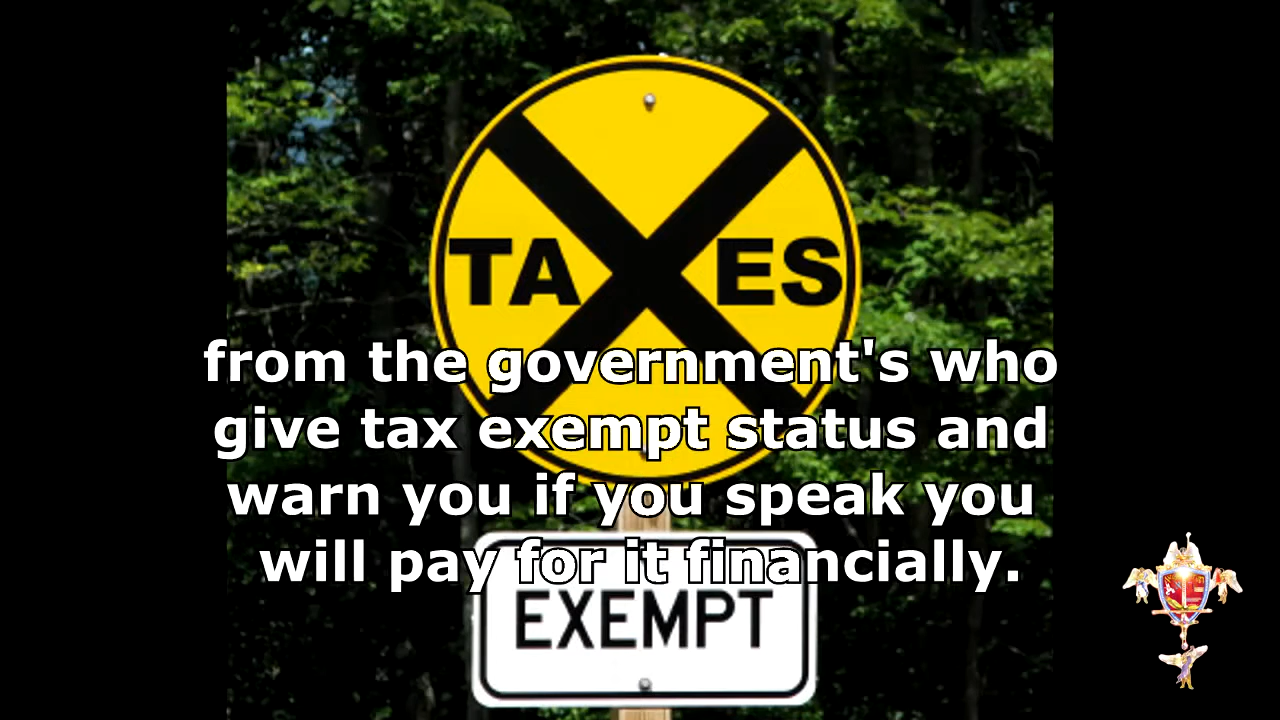 TAXES
from the government's who
give tax exempt status and
warn you if you speak you
will pay for it financially.
EXEMPT